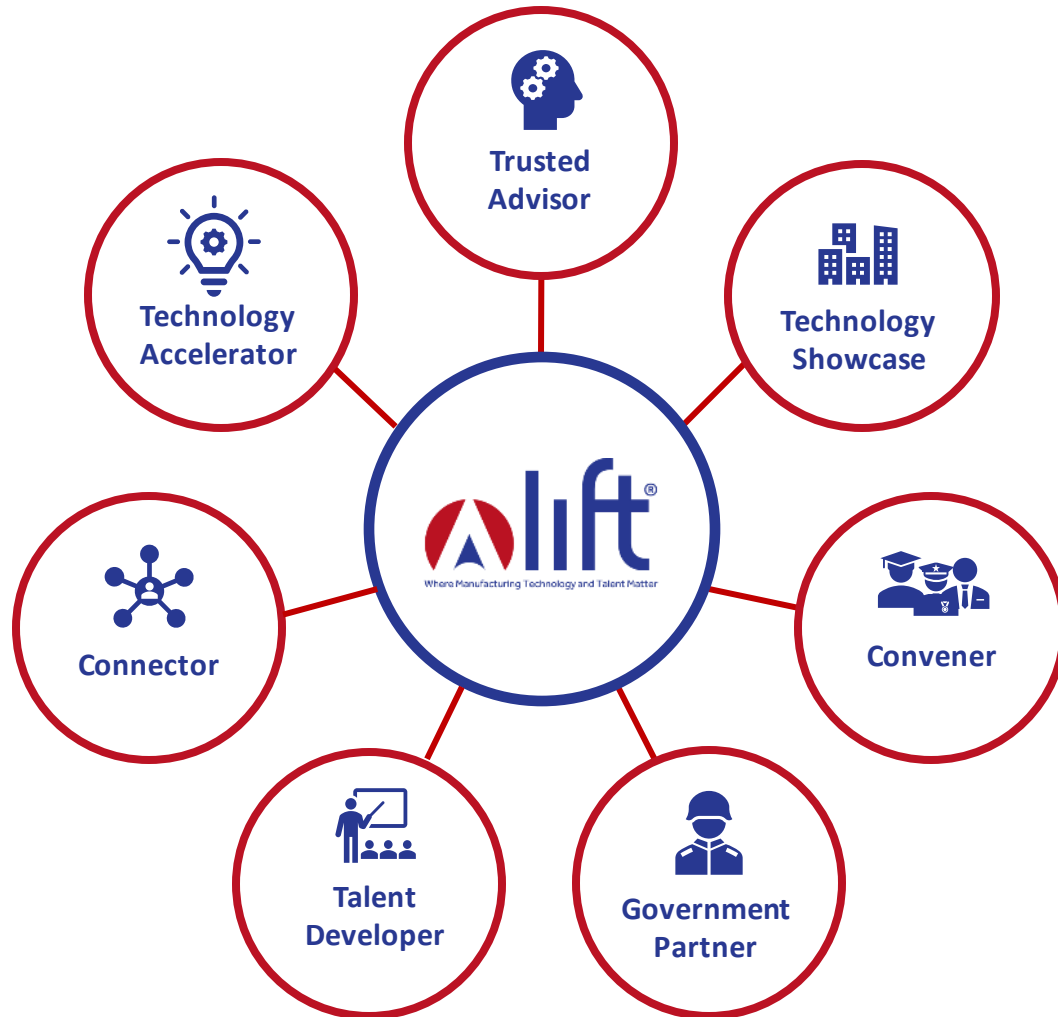 Trusted
Advisor
Technology
Accelerator
Technology
Showcase
lift®
Where Manufacturing Technology and Talent Matter
Connector
Convener
Talent
Developer
Government
Partner